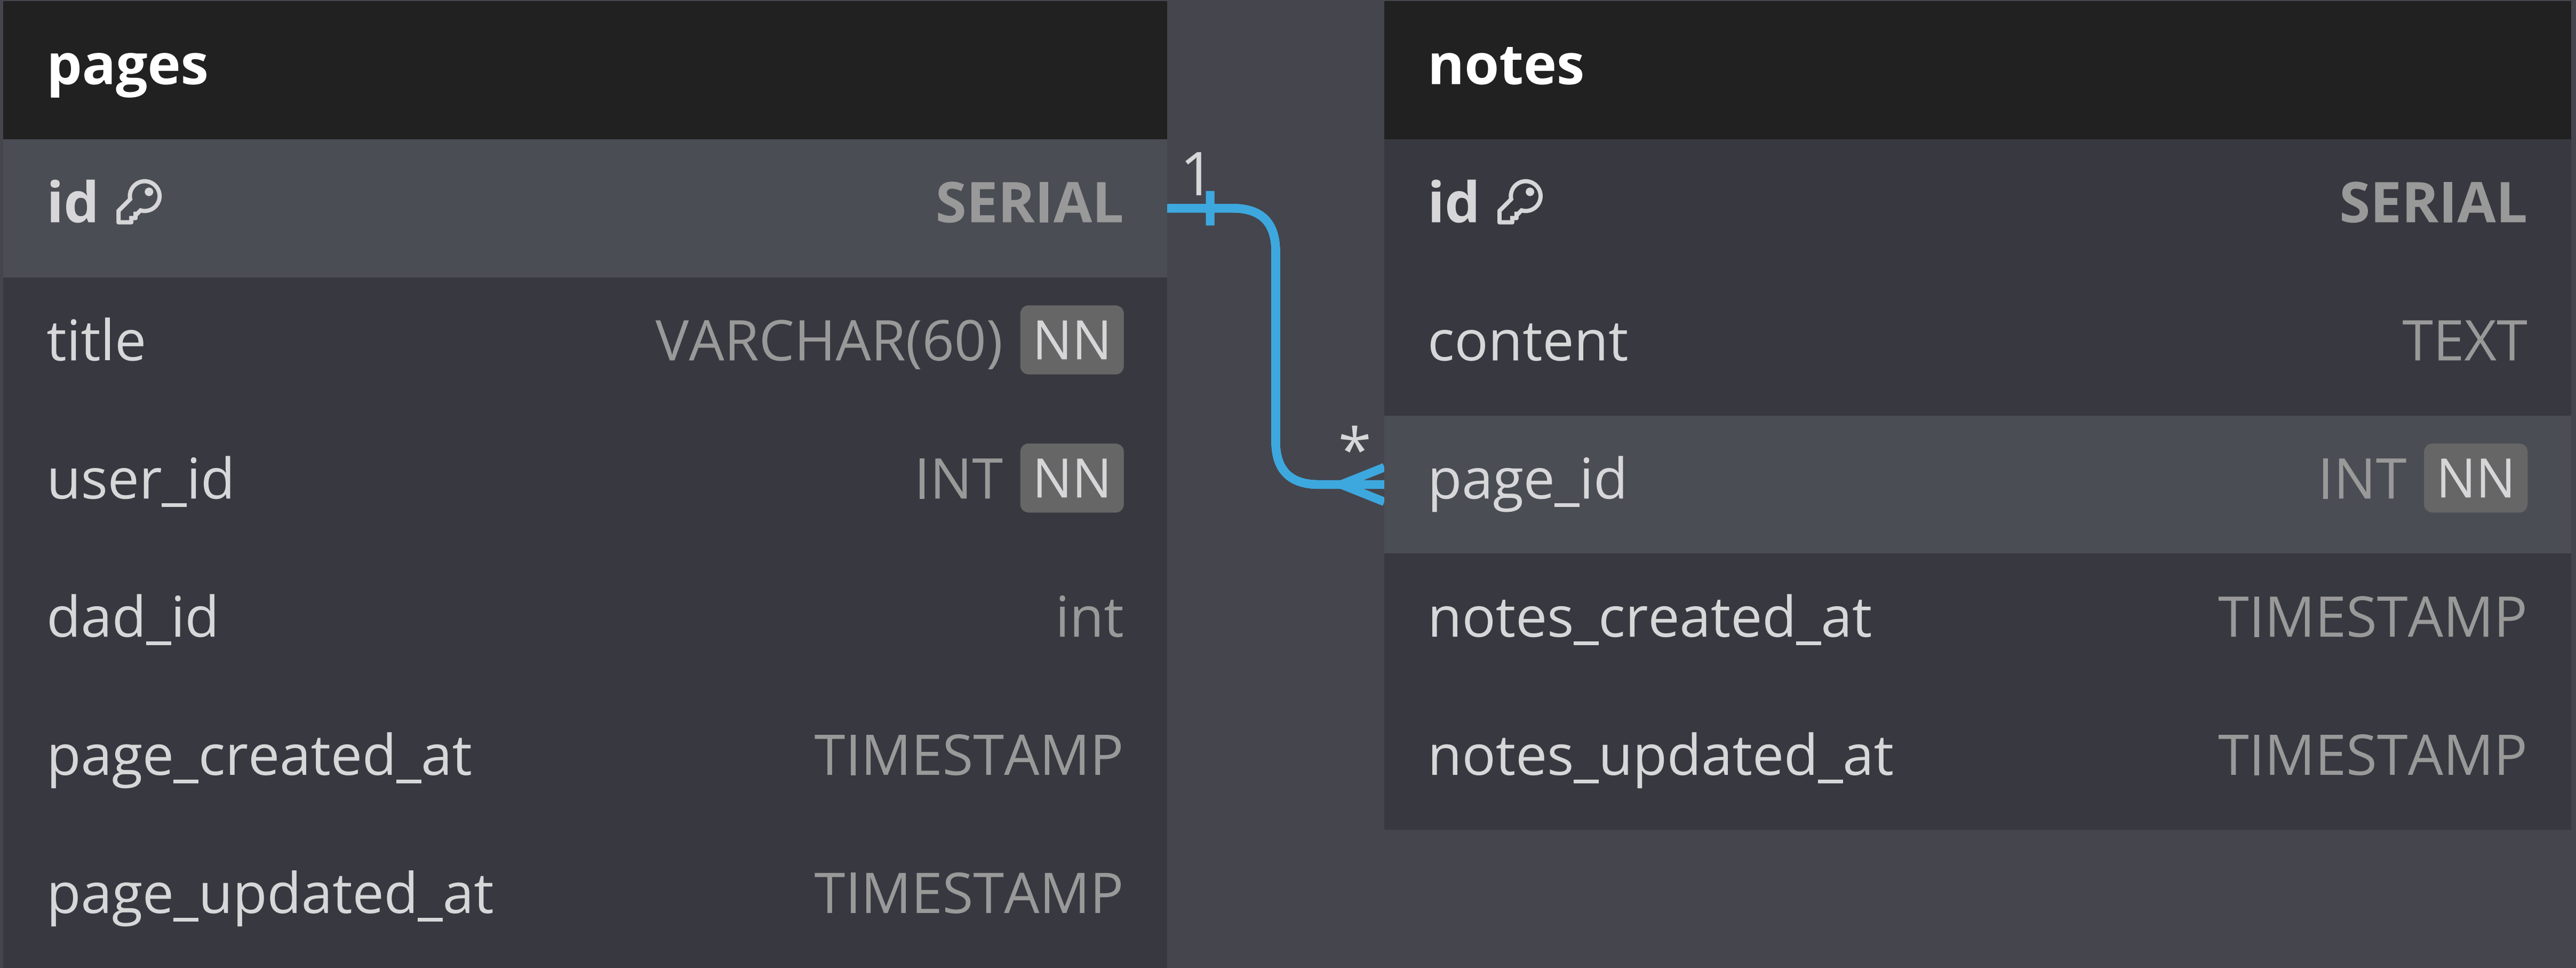 pages
id SERIAL
title VARCHAR(60) NN
user_id INT NN
dad_id int
page_created_at TIMESTAMP
page_updated_at TIMESTAMP
1
*
notes
id SERIAL
content TEXT
page_id INT NN
notes_created_at TIMESTAMP
notes_updated_at TIMESTAMP